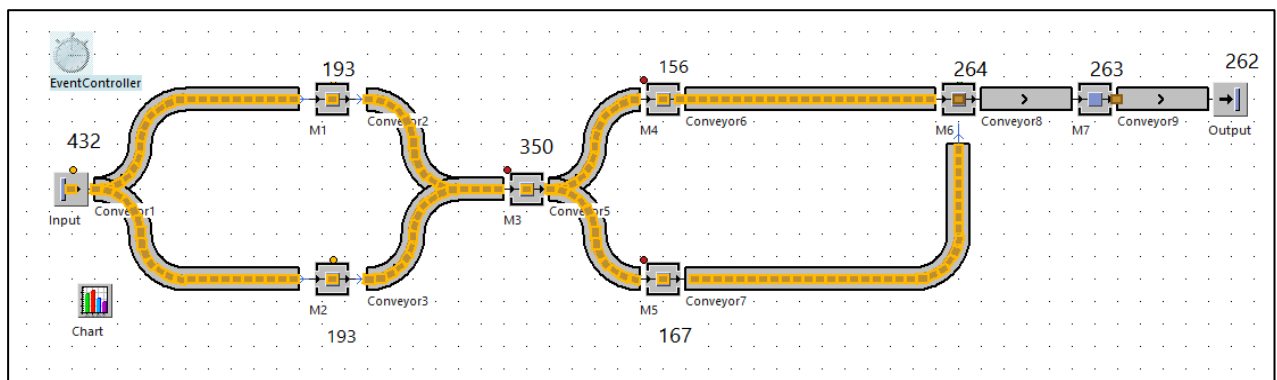 EventController
193
156
264
263
262
M1
Conveyor2
M4
Conveyor6
M6
Conveyor8
M7
Conveyor9
Output
432
350
Input
Conveyor1
M3
Conveyor5
M2
Conveyor3
M5
Conveyor7
Chart
193
167